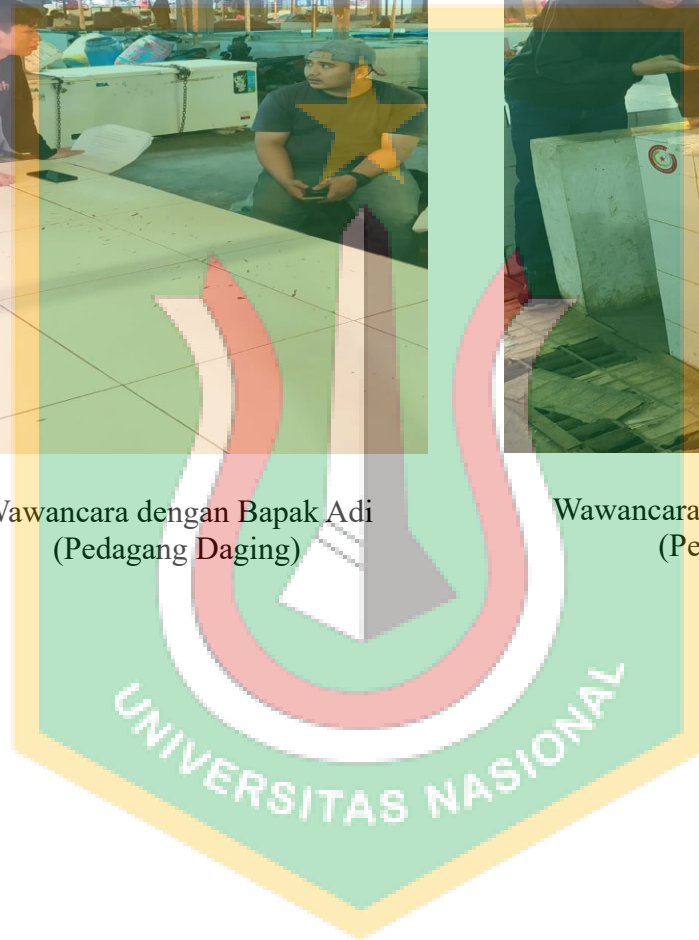 Wawancara dengan Bapak Adi
(Pedagang Daging)
Wawancara
(Pe
UNIVERSITAS NASIONAL